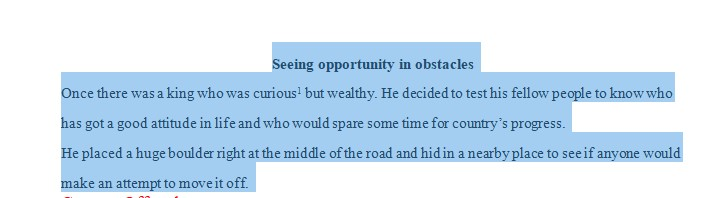 Seeing opportunity in obstacles
Once there was a king who was curious¹ but wealthy. He decided to test his fellow people to know who
has got a good attitude in life and who would spare some time for country’s progress.
He placed a huge boulder right at the middle of the road and hid in a nearby place to see if anyone would
make an attempt to move it off.